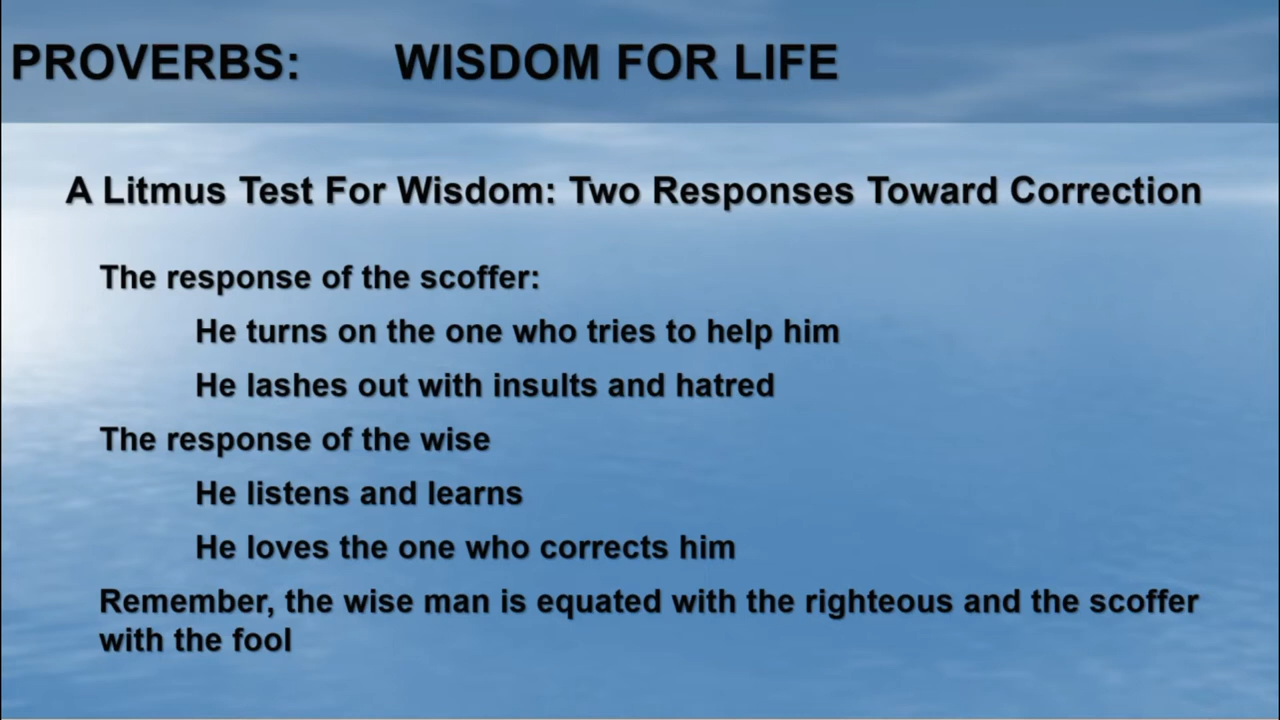 PROVERBS: WISDOM FOR LIFE
A Litmus Test For Wisdom: Two Responses Toward Correction
The response of the scoffer:
He turns on the one who tries to help him
He lashes out with insults and hatred
The response of the wise
He listens and learns
He loves the one who corrects him
Remember, the wise man is equated with the righteous and the scoffer
with the fool